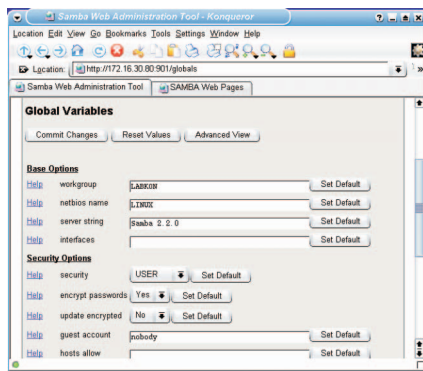 Samba Web Administration Tool - Konqueror
Location Edit View Go Bookmarks Tools Settings Window Help
Location: http://172.16.30.80:901/globals
Samba Web Administration Tool SAMBA Web Pages
Global Variables
Commit Changes Reset Values Advanced View
Base Options
Help workgroup LABKOM Set Default
Help netbios name LINUX Set Default
Help server string Samba 2.2.0 Set Default
Help interfaces Set Default
Security Options
Help security USER Set Default
Help encrypt passwords Yes Set Default
Help update encrypted No Set Default
Help guest account nobody Set Default
Help hosts allow Set Default